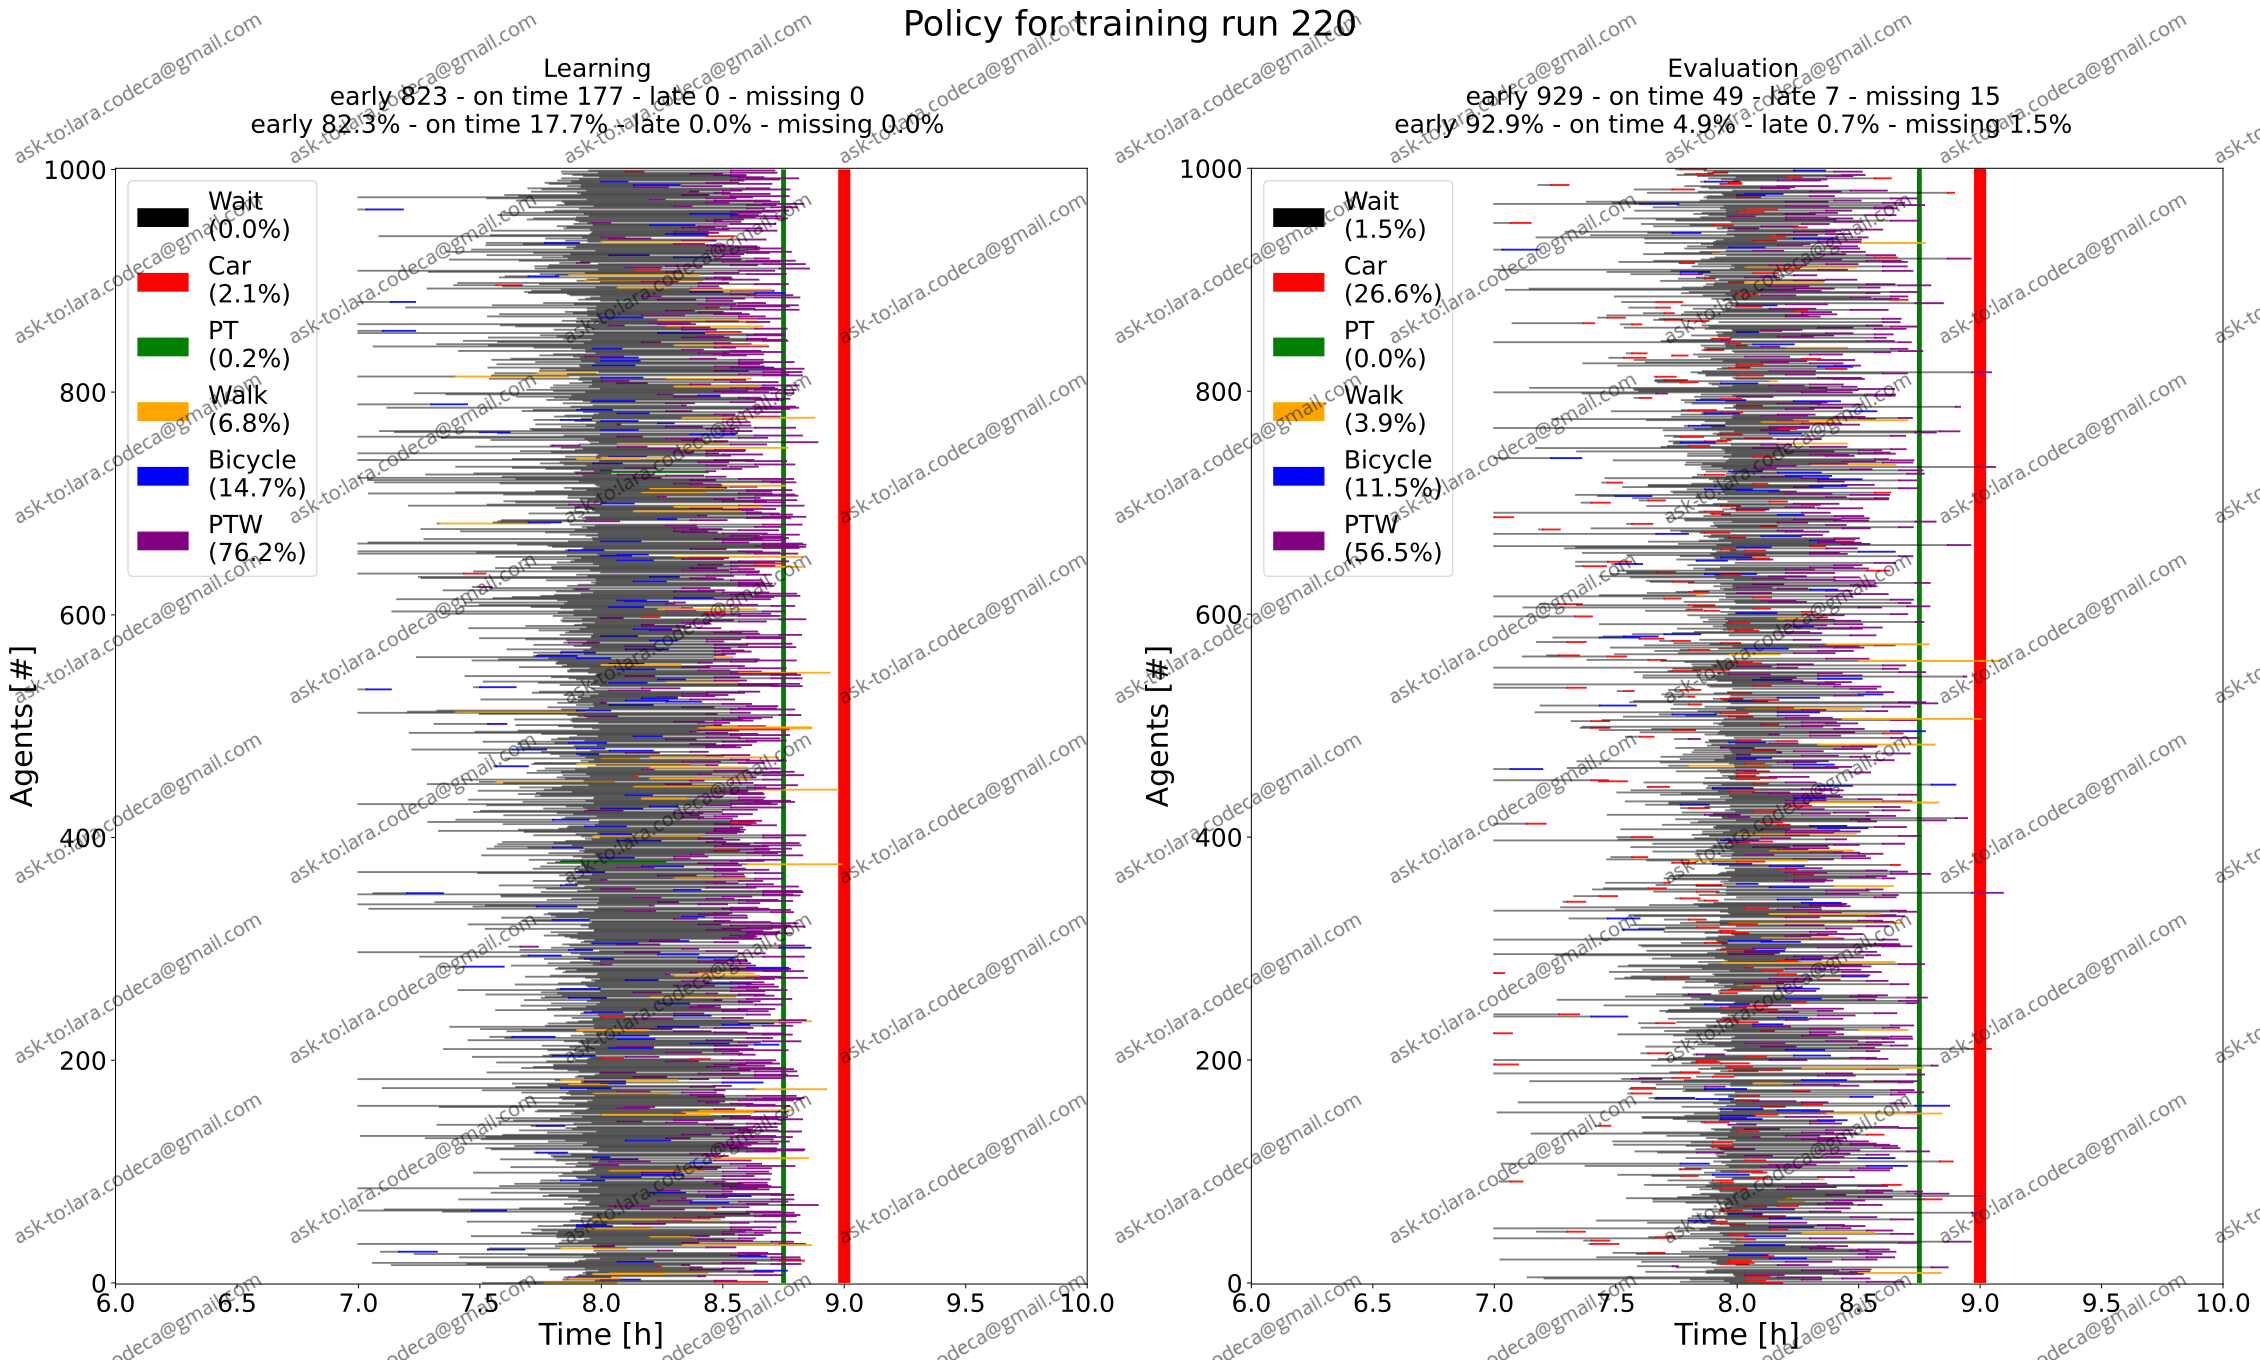 Policy for training run 220
Learning
early 823 - on time 177 - late 0 - missing 0
early 82.3% - on time 17.7% - late 0.0% - missing 0.0%
Agents [#]
1000
800
600
400
200
0
Wait
(0.0%)
Car
(2.1%)
PT
(0.2%)
Walk
(6.8%)
Bicycle
(14.7%)
PTW
(76.2%)
6.0 6.5 7.0 7.5 8.0 8.5 9.0 9.5 10.0
Time [h]
Evaluation
early 929 - on time 49 - late 7 - missing 15
early 92.9% - on time 4.9% - late 0.7% - missing 1.5%
Agents [#]
1000
800
600
400
200
0
Wait
(1.5%)
Car
(26.6%)
PT
(0.0%)
Walk
(3.9%)
Bicycle
(11.5%)
PTW
(56.5%)
6.0 6.5 7.0 7.5 8.0 8.5 9.0 9.5 10.0
Time [h]
ask-to:lara.codeca@gmail.com